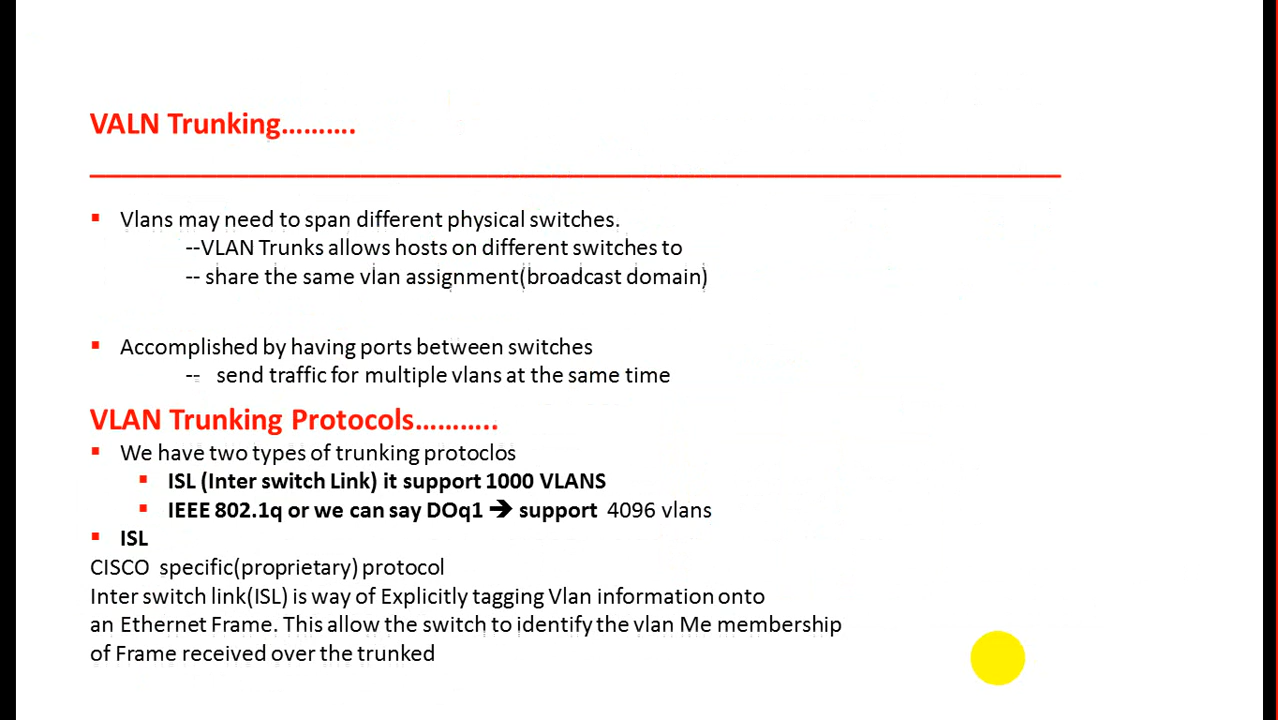 VALN Trunking..........
Vlans may need to span different physical switches.
--VLAN Trunks allows hosts on different switches to
-- share the same vlan assignment(broadcast domain)
Accomplished by having ports between switches
-- send traffic for multiple vlans at the same time
VLAN Trunking Protocols...........
We have two types of trunking protoclos
ISL (Inter switch Link) it support 1000 VLANS
IEEE 802.1q or we can say DOq1 ➔ support 4096 vlans
ISL
CISCO specific(proprietary) protocol
Inter switch link(ISL) is way of Explicitly tagging Vlan information onto
an Ethernet Frame. This allow the switch to identify the vlan Me membership
of Frame received over the trunked